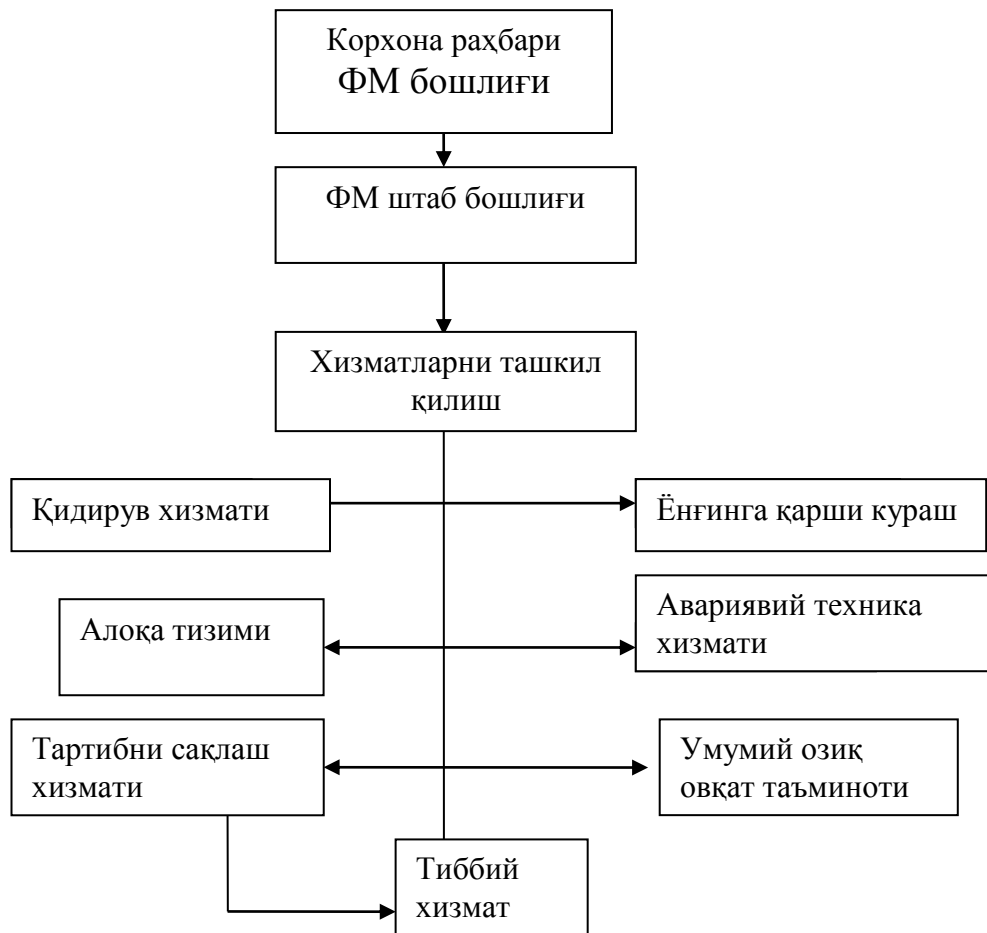 Корхона раҳбари
ФМ бошлиғи
ФМ штаб бошлиғи
Хизматларни ташкил
қилиш
Қидирув хизмати
Ёнғинга қарши кураш
Алоқа тизими
Авариявий техника
хизмати
Тартибни сақлаш
хизмати
Умумий озиқ
овқат таъминоти
Тиббий
хизмат